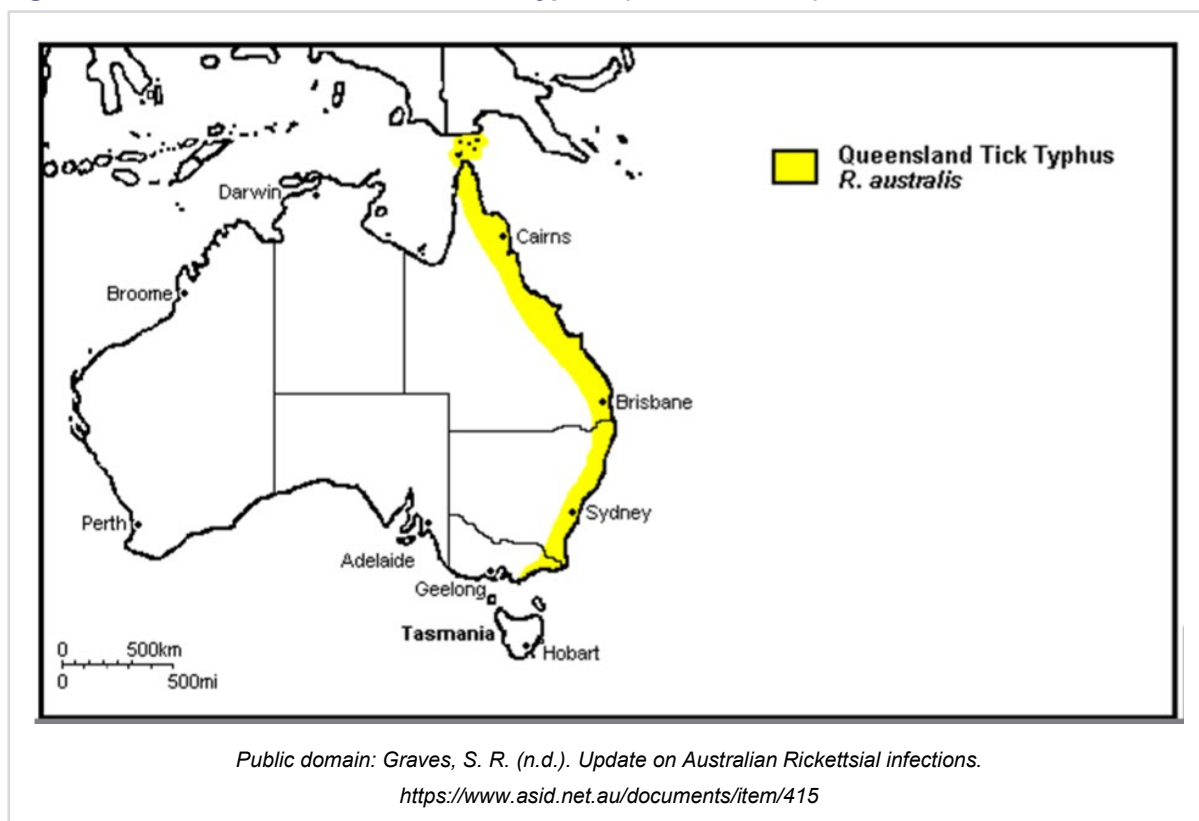 Queensland Tick Typhus
R. australis
Darwin
Cairns
Broome
Brisbane
Perth
Sydney
Adelaide
Geelong
Tasmania
Hobart
0 500km
0 500mi
Public domain: Graves, S. R. (n.d.). Update on Australian Rickettsial infections.
https://www.asid.net.au/documents/item/415